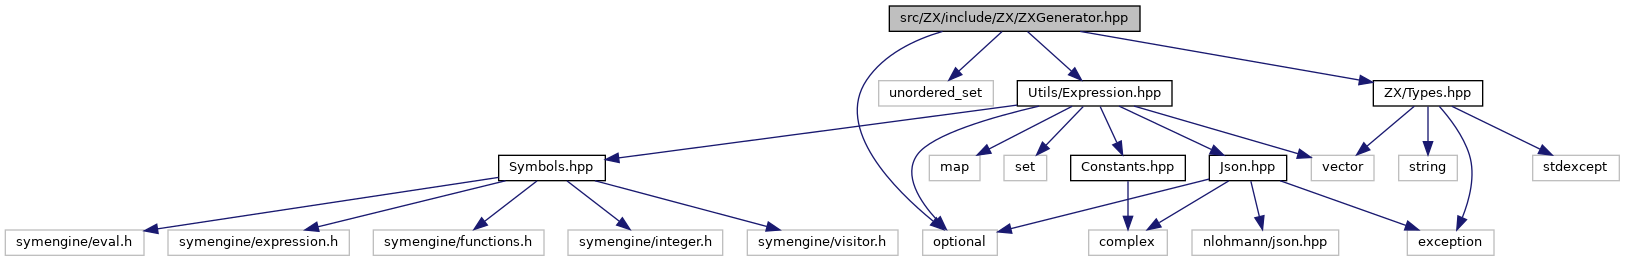 src/ZX/include/ZX/ZXGenerator.hpp
unordered_set
Utils/Expression.hpp
ZX/Types.hpp
Symbols.hpp
map
set
Constants.hpp
Json.hpp
vector
string
stdexcept
symengine/eval.h
symengine/expression.h
symengine/functions.h
symengine/integer.h
symengine/visitor.h
optional
complex
nlohmann/json.hpp
exception